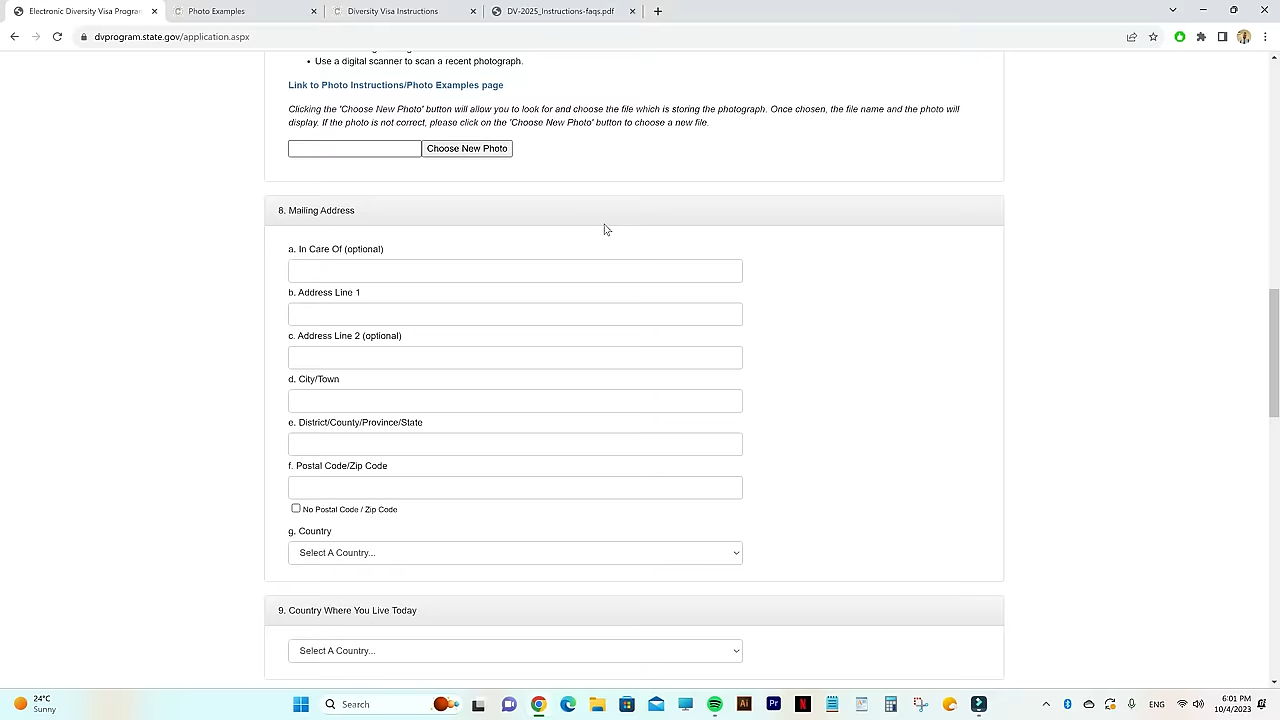 Electronic Diversity Visa Progran
Photo Examples
Diversity Visa Instructions
DV-2025_Instructions-faqs.pdf
dvprogram.state.gov/application.aspx
• Use a digital scanner to scan a recent photograph.
Link to Photo Instructions/Photo Examples page
Clicking the 'Choose New Photo' button will allow you to look for and choose the file which is storing the photograph. Once chosen, the file name and the photo will
display. If the photo is not correct, please click on the 'Choose New Photo' button to choose a new file.
Choose New Photo
8. Mailing Address
a. In Care Of (optional)
b. Address Line 1
c. Address Line 2 (optional)
d. City/Town
e. District/County/Province/State
f. Postal Code/Zip Code
No Postal Code / Zip Code
g. Country
Select A Country...
9. Country Where You Live Today
Select A Country...
24°C
Sunny
Search
Ai
Pr
N
ENG
6:01 PM
10/4/2023